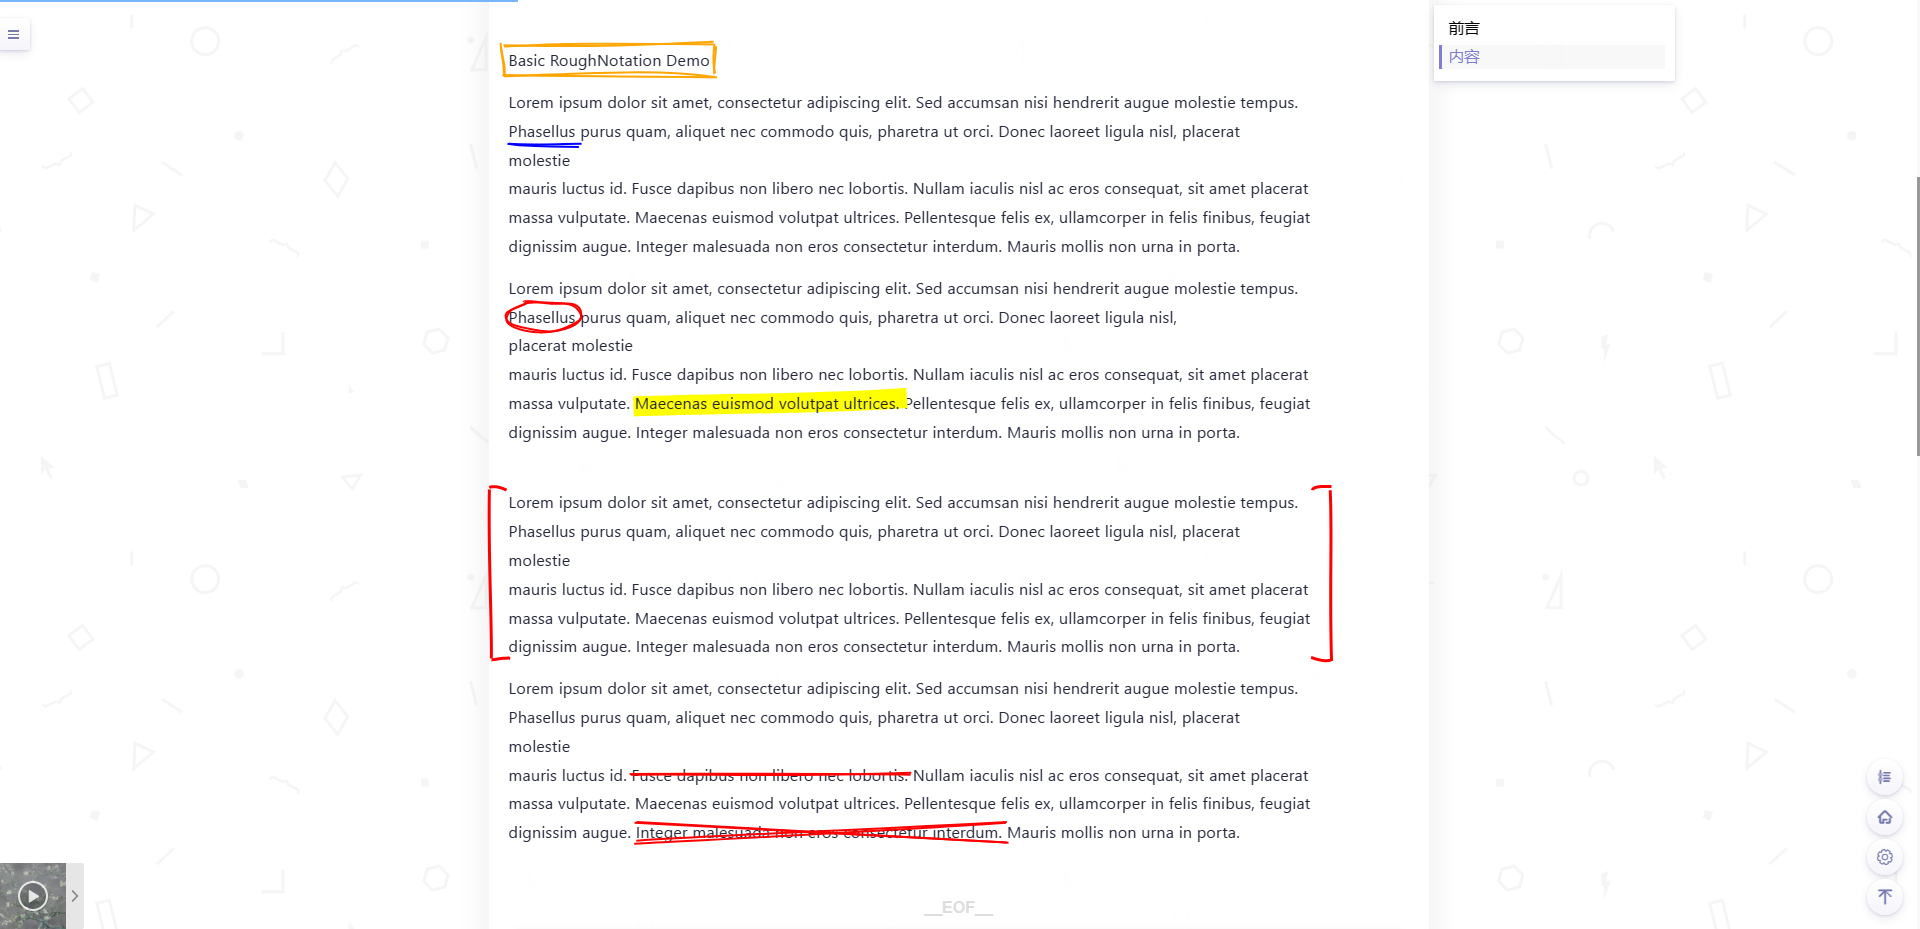 Basic RoughNotation Demo
Lorem ipsum dolor sit amet, consectetur adipiscing elit. Sed accumsan nisi hendrerit augue molestie tempus.
Phasellus purus quam, aliquet nec commodo quis, pharetra ut orci. Donec laoreet ligula nisl, placerat
molestie
mauris luctus id. Fusce dapibus non libero nec lobortis. Nullam iaculis nisl ac eros consequat, sit amet placerat
massa vulputate. Maecenas euismod volutpat ultrices. Pellentesque felis ex, ullamcorper in felis finibus, feugiat
dignissim augue. Integer malesuada non eros consectetur interdum. Mauris mollis non urna in porta.
Lorem ipsum dolor sit amet, consectetur adipiscing elit. Sed accumsan nisi hendrerit augue molestie tempus.
Phasellus purus quam, aliquet nec commodo quis, pharetra ut orci. Donec laoreet ligula nisl,
placerat molestie
mauris luctus id. Fusce dapibus non libero nec lobortis. Nullam iaculis nisl ac eros consequat, sit amet placerat
massa vulputate. Maecenas euismod volutpat ultrices. Pellentesque felis ex, ullamcorper in felis finibus, feugiat
dignissim augue. Integer malesuada non eros consectetur interdum. Mauris mollis non urna in porta.
Lorem ipsum dolor sit amet, consectetur adipiscing elit. Sed accumsan nisi hendrerit augue molestie tempus.
Phasellus purus quam, aliquet nec commodo quis, pharetra ut orci. Donec laoreet ligula nisl, placerat
molestie
mauris luctus id. Fusce dapibus non libero nec lobortis. Nullam iaculis nisl ac eros consequat, sit amet placerat
massa vulputate. Maecenas euismod volutpat ultrices. Pellentesque felis ex, ullamcorper in felis finibus, feugiat
dignissim augue. Integer malesuada non eros consectetur interdum. Mauris mollis non urna in porta.
Lorem ipsum dolor sit amet, consectetur adipiscing elit. Sed accumsan nisi hendrerit augue molestie tempus.
Phasellus purus quam, aliquet nec commodo quis, pharetra ut orci. Donec laoreet ligula nisl, placerat
molestie
mauris luctus id. Fusce dapibus non libero nec lobortis. Nullam iaculis nisl ac eros consequat, sit amet placerat
massa vulputate. Maecenas euismod volutpat ultrices. Pellentesque felis ex, ullamcorper in felis finibus, feugiat
dignissim augue. Integer malesuada non eros consectetur interdum. Mauris mollis non urna in porta.
__EOF__
前言
内容